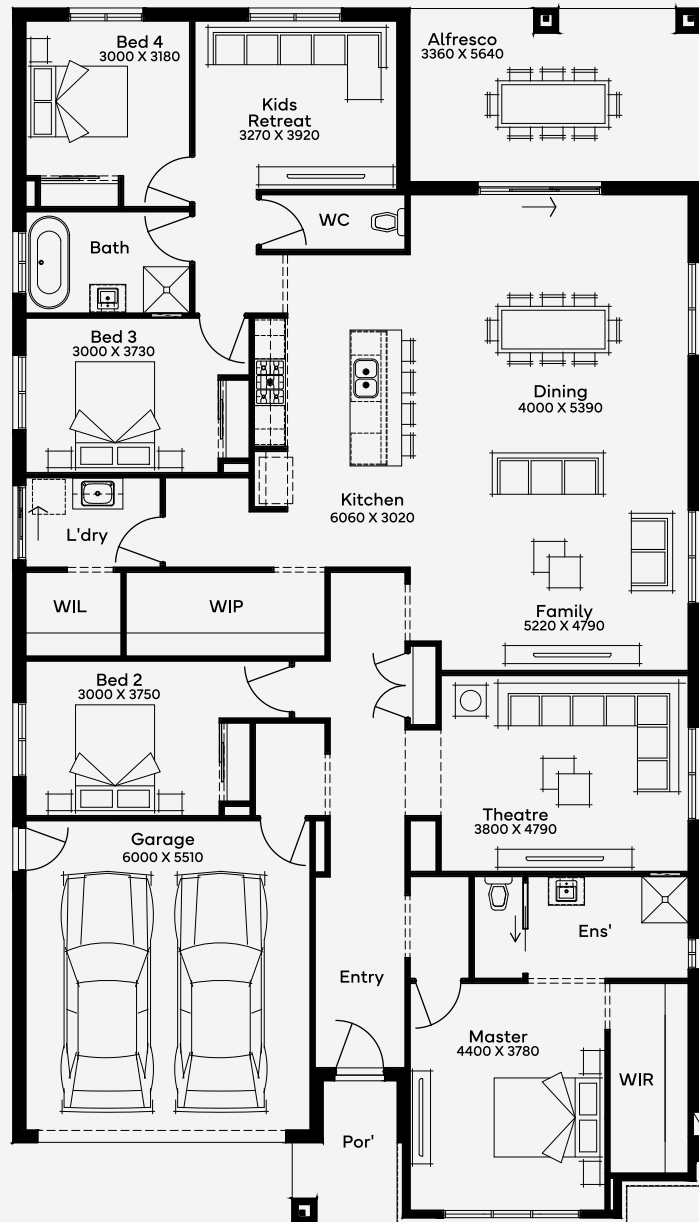 Bed 4
3000 X 3180
Kids
Retreat
3270 X 3920
Alfresco
3360 X 5640
WC
Bath
Bed 3
3000 X 3730
Dining
4000 X 5390
Kitchen
6060 X 3020
L'dry
WIL
WIP
Family
5220 X 4790
Bed 2
3000 X 3750
Theatre
3800 X 4790
Garage
6000 X 5510
Ens'
Entry
Master
4400 X 3780
WIR
Por'